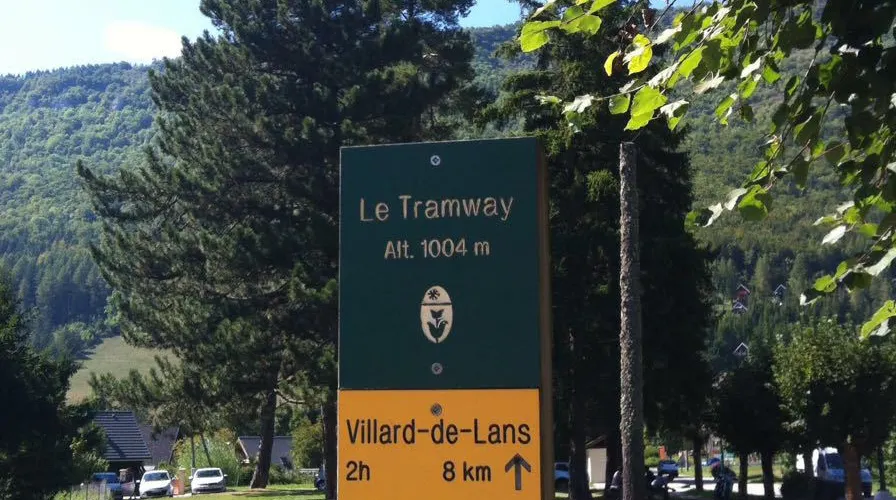 Le Tramway
Alt. 1004 m
Villard-de-Lans
2h 8 km ↑